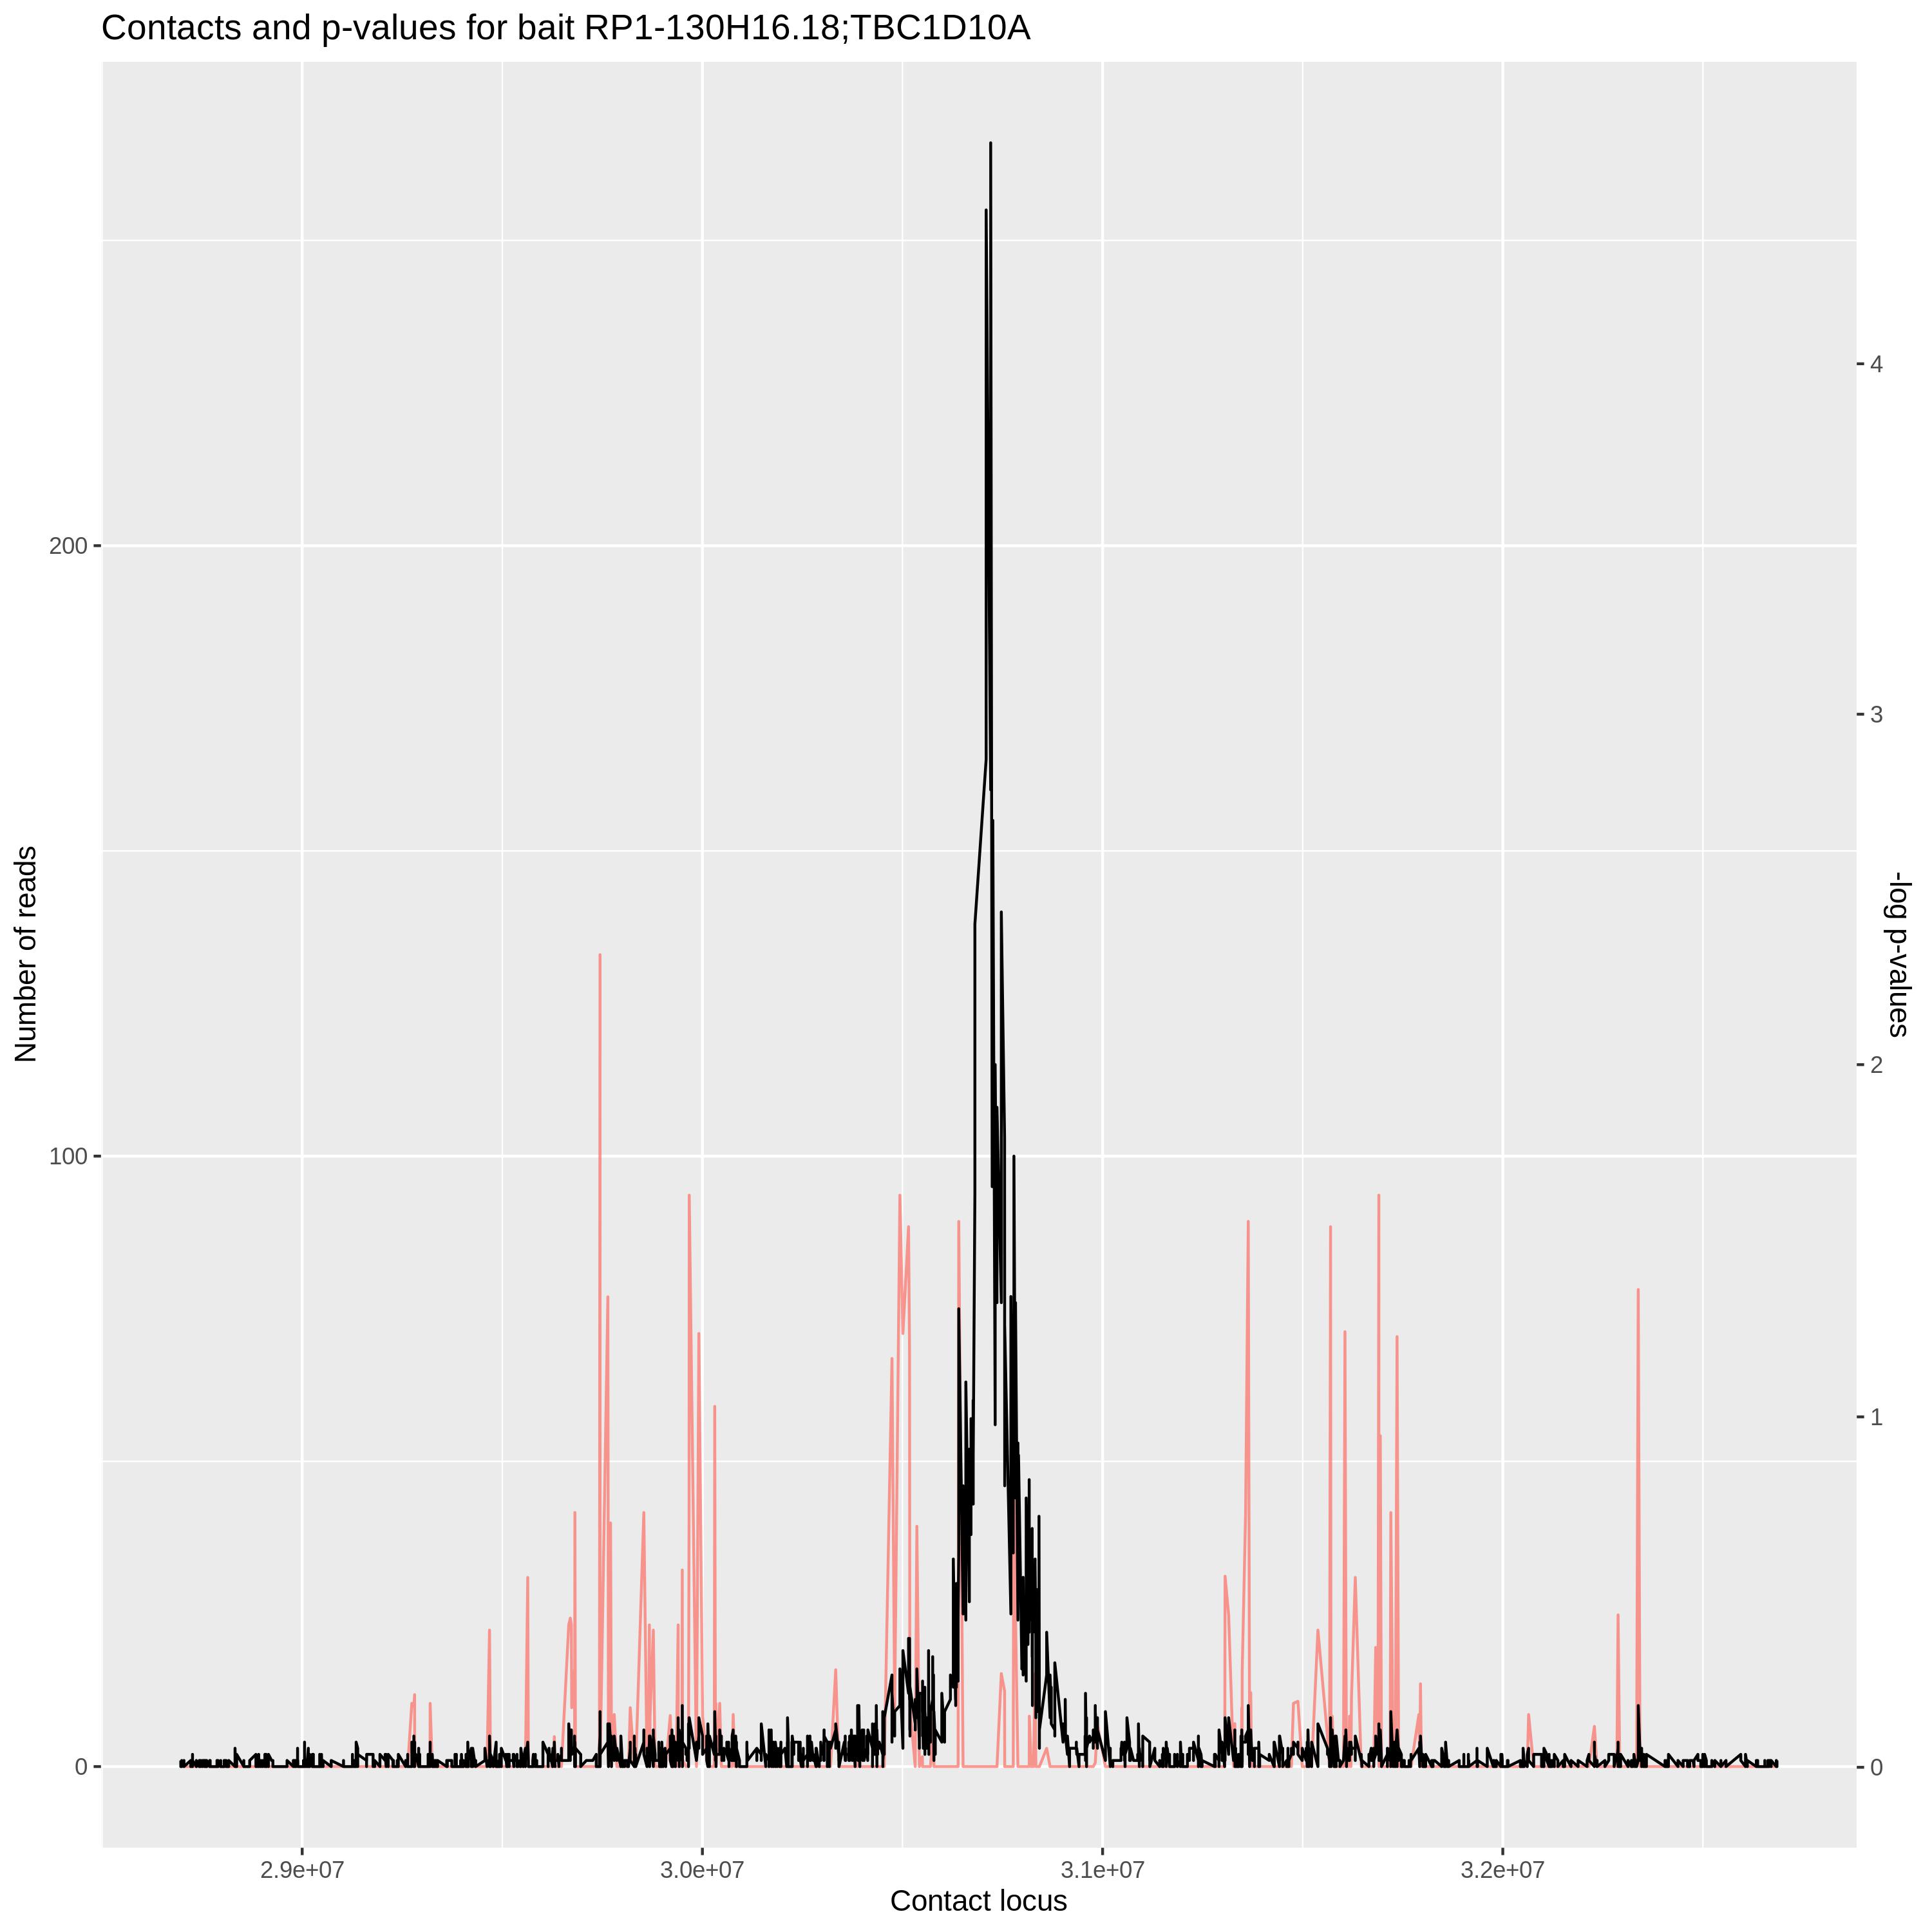 Contacts and p-values for bait RP1-130H16.18;TBC1D10A
Number of reads
200
100
0
4
3
2
1
0
-log p-values
2.9e+07 3.0e+07 3.1e+07 3.2e+07
Contact locus